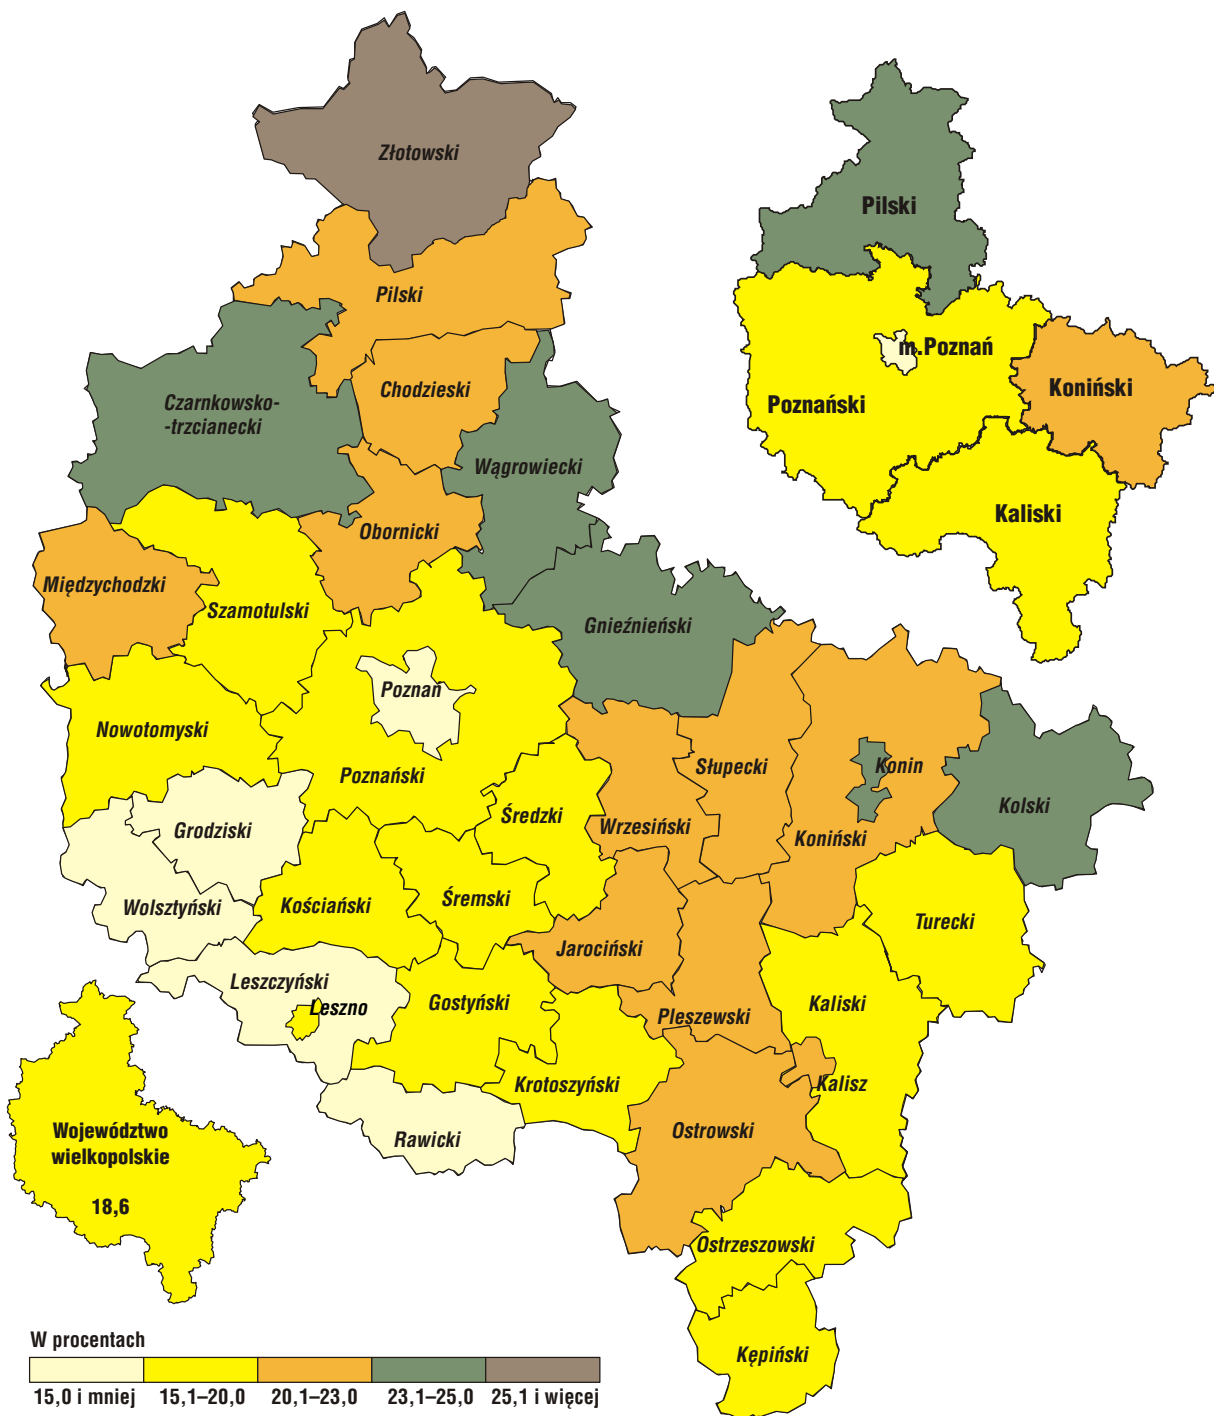 Złotowski
Pilski
Czarnkowsko-
-trzcianecki
Chodzieski
Wągrowiecki
Obornicki
Międzychodzki
Szamotulski
Gnieźnieński
Poznań
Nowotomyski
Poznański
Słupecki
Konin
Kolski
Średzki
Wrzesiński
Koniński
Grodziski
Wolsztyński
Kościański
Śremski
Turecki
Jarociński
Leszczyński
Leszno
Gostyński
Kaliski
Pleszewski
Krotoszyński
Kalisz
Rawicki
Ostrowski
Ostrzeszowski
Kępiński
Pilski
m.Poznań
Poznański
Koniński
Kaliski
Województwo
wielkopolskie
18,6
W procentach
15,0 i mniej
15,1–20,0
20,1–23,0
23,1–25,0
25,1 i więcej